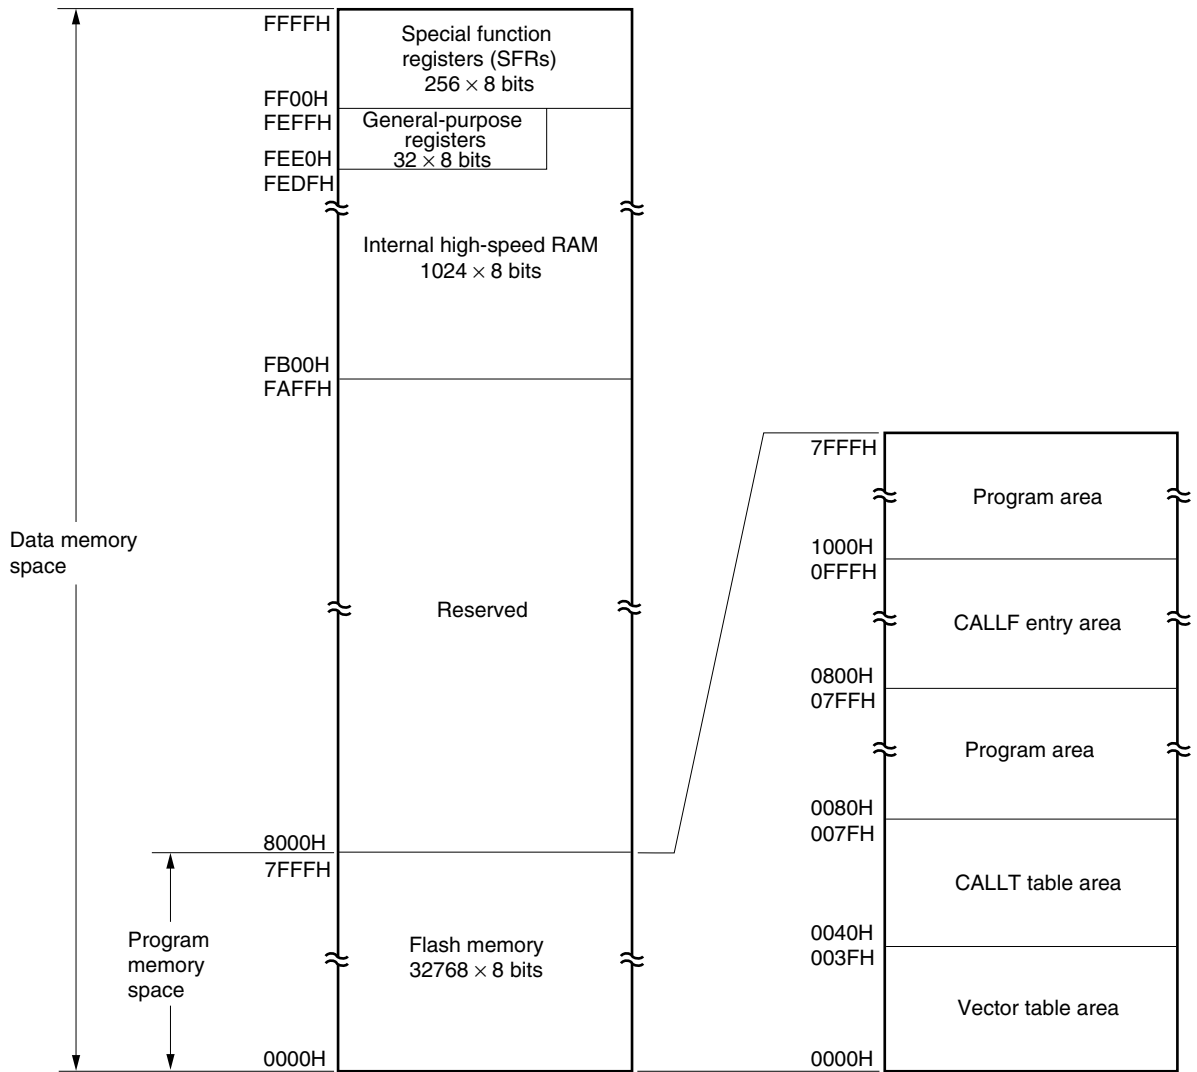 FFFFH
Special function
registers (SFRs)
256 × 8 bits
FF00H
FEFFH
General-purpose
registers
32 × 8 bits
FEE0H
FEDFH
Internal high-speed RAM
1024 × 8 bits
FB00H
FAFFH
Data memory
space
Reserved
8000H
7FFFH
Program
memory
space
Flash memory
32768 × 8 bits
0000H
7FFFH
Program area
1000H
0FFFH
CALLF entry area
0800H
07FFH
Program area
0080H
007FH
CALLT table area
0040H
003FH
Vector table area
0000H